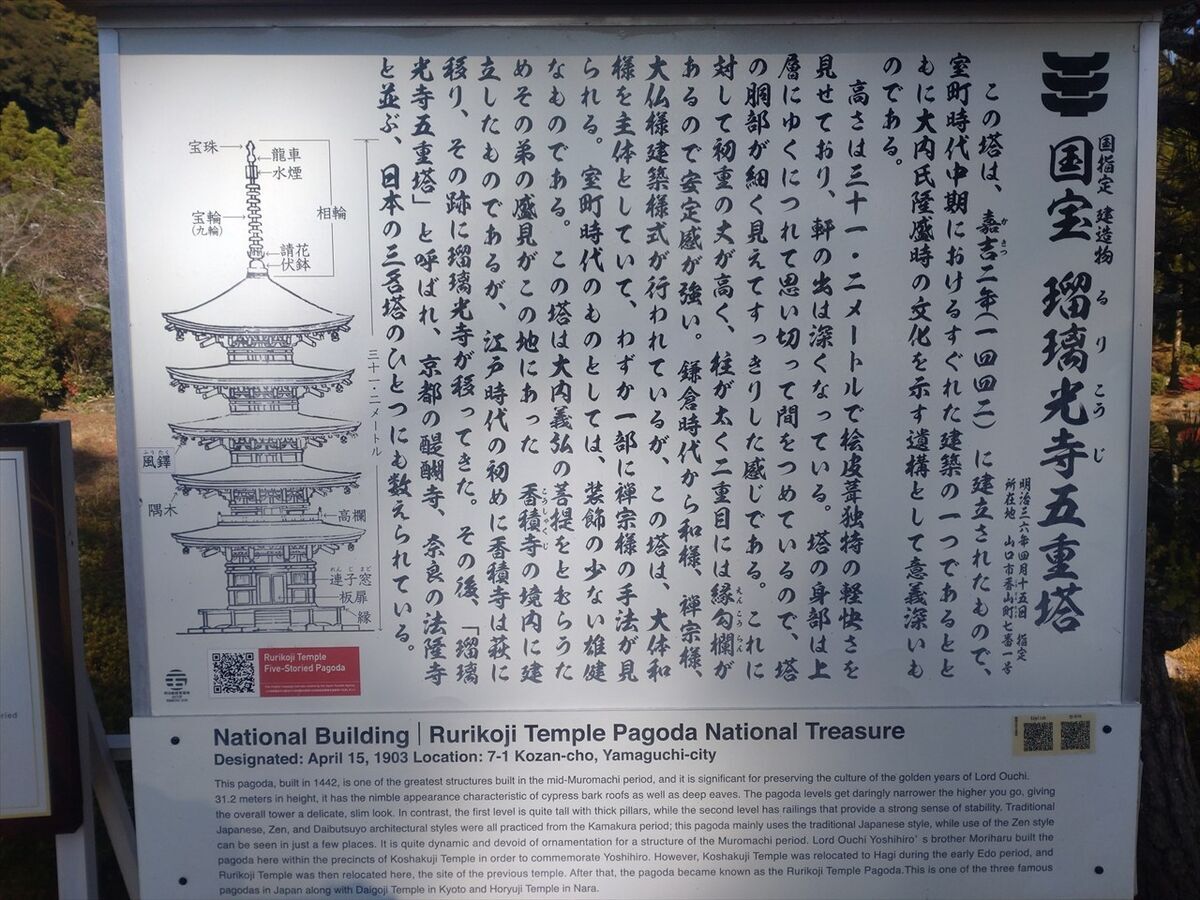 国指定 建造物
国宝 瑠璃光寺五重塔
るり こうじ
明治三六年四月十五日 指定
所在地 山口市香山町七番一号
この塔は、嘉吉二年(一四四二)に建立されたもので、
かきつ
室町時代中期におけるすぐれた建築の一つであるとと
もに大内氏隆盛時の文化を示す遺構として意義深いも
のである。
高さは三十一・二メートルで桧皮葺独特の軽快さを
見せており、軒の出は深くなっている。塔の身部は上
層にゆくにつれて思い切って間をつめているので、塔
の胴部が細く見えてすっきりした感じである。これに
対して初重の丈が高く、柱が太く二重目には縁勾欄が
えんこうらん
あるので安定感が強い。鎌倉時代から和様、禅宗様、
大仏様建築様式が行われているが、この塔は、大体和
様を主体としていて、わずか一部に禅宗様の手法が見
られる。室町時代のものとしては、装飾の少ない雄健
なものである。この塔は大内義弘の菩提をとむらうた
めその弟の盛見がこの地にあった 香積寺の境内に建
こうしゃくじ
立したものであるが、江戸時代の初めに香積寺は萩に
移り、その跡に瑠璃光寺が移ってきた。その後、「瑠璃
光寺五重塔」と呼ばれ、京都の醍醐寺、奈良の法隆寺
と並ぶ、日本の三名塔のひとつにも数えられている。
宝珠
龍車
水煙
宝輪
(九輪)
相輪
請花
伏鉢
三十一・二メートル
ふうたく
風鐸
隅木
高欄
れんじまど
連子窓
板扉
縁
Rurikoji Temple
Five-Storied Pagoda
National Building | Rurikoji Temple Pagoda National Treasure
Designated: April 15, 1903 Location: 7-1 Kozan-cho, Yamaguchi-city
This pagoda, built in 1442, is one of the greatest structures built in the mid-Muromachi period, and it is significant for preserving the culture of the golden years of Lord Ouchi.
31.2 meters in height, it has the nimble appearance characteristic of cypress bark roofs as well as deep eaves. The pagoda levels get daringly narrower the higher you go, giving
the overall tower a delicate, slim look. In contrast, the first level is quite tall with thick pillars, while the second level has railings that provide a strong sense of stability. Traditional
Japanese, Zen, and Daibutsuyo architectural styles were all practiced from the Kamakura period; this pagoda mainly uses the traditional Japanese style, while use of the Zen style
can be seen in just a few places. It is quite dynamic and devoid of ornamentation for a structure of the Muromachi period. Lord Ouchi Yoshihiro's brother Moriharu built the
pagoda here within the precincts of Koshakuji Temple in order to commemorate Yoshihiro. However, Koshakuji Temple was relocated to Hagi during the early Edo period, and
Rurikoji Temple was then relocated here, the site of the previous temple. After that, the pagoda became known as the Rurikoji Temple Pagoda.This is one of the three famous
pagodas in Japan along with Daigoji Temple in Kyoto and Horyuji Temple in Nara.
English